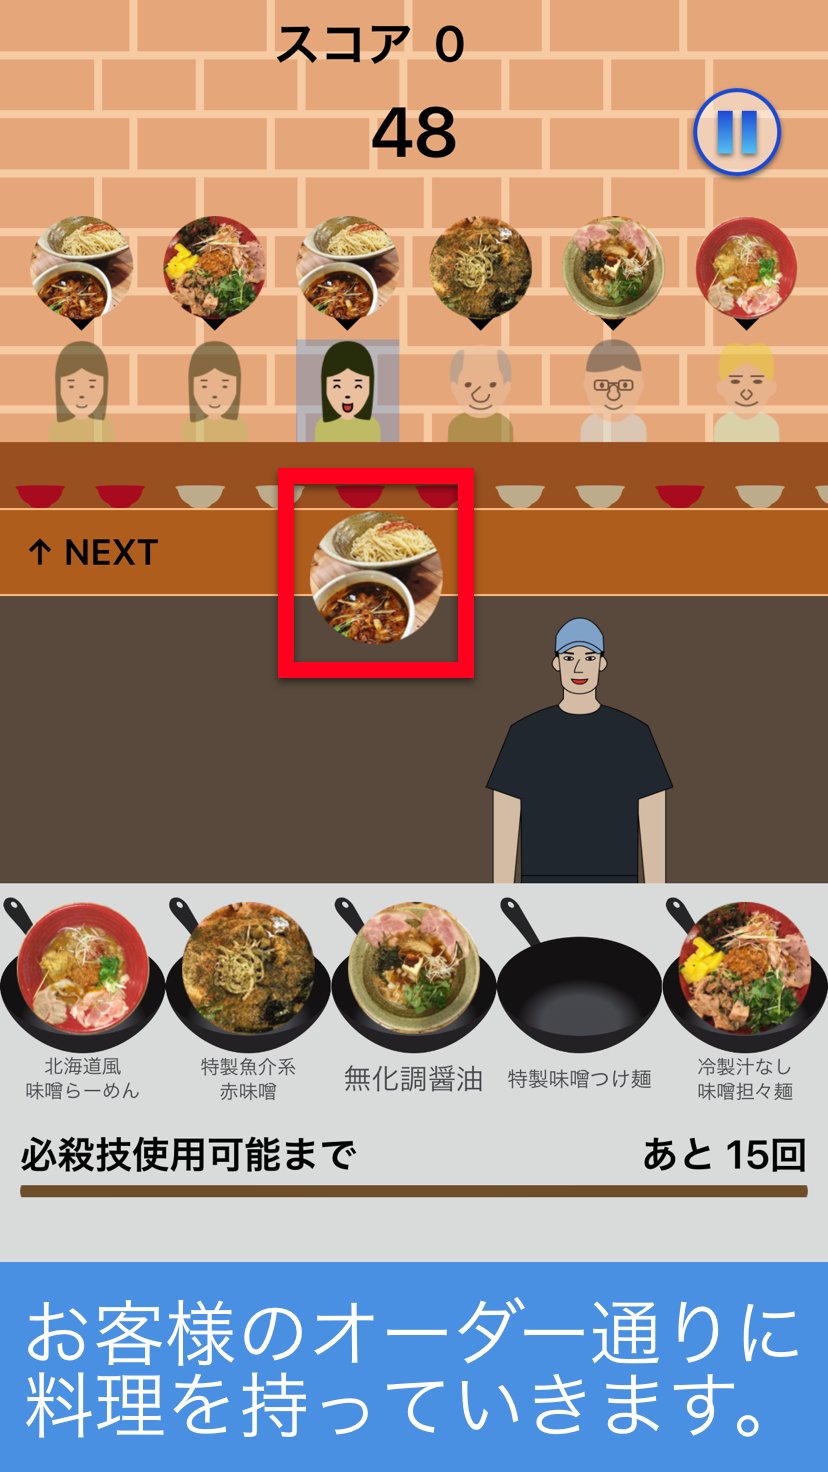 スコア 0
48
↑ NEXT
北海道風
味噌らーめん
特製魚介系
赤味噌
無化調醤油
特製味噌つけ麺
冷製汁なし
味噌担々麺
必殺技使用可能まで
あと 15回
お客様のオーダー通りに
料理を持っていきます。